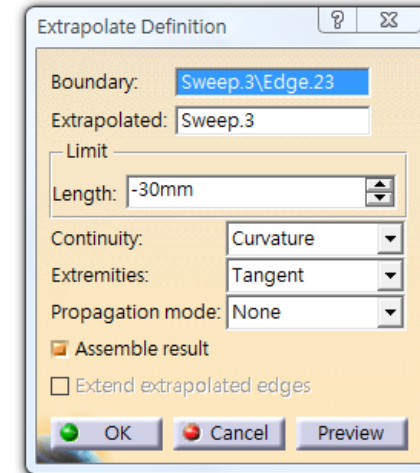 Extrapolate Definition
Boundary: Sweep.3\Edge.23
Extrapolated: Sweep.3
Limit
Length: -30mm
Continuity: Curvature
Extremities: Tangent
Propagation mode: None
Assemble result
Extend extrapolated edges
OK Cancel Preview